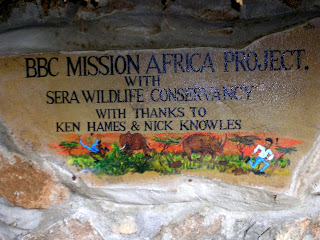 BBC MISSION AFRICA PROJECT.
WITH
SERA WILDLIFE CONSERVANCY
WITH THANKS TO
KEN HAMES & NICK KNOWLES